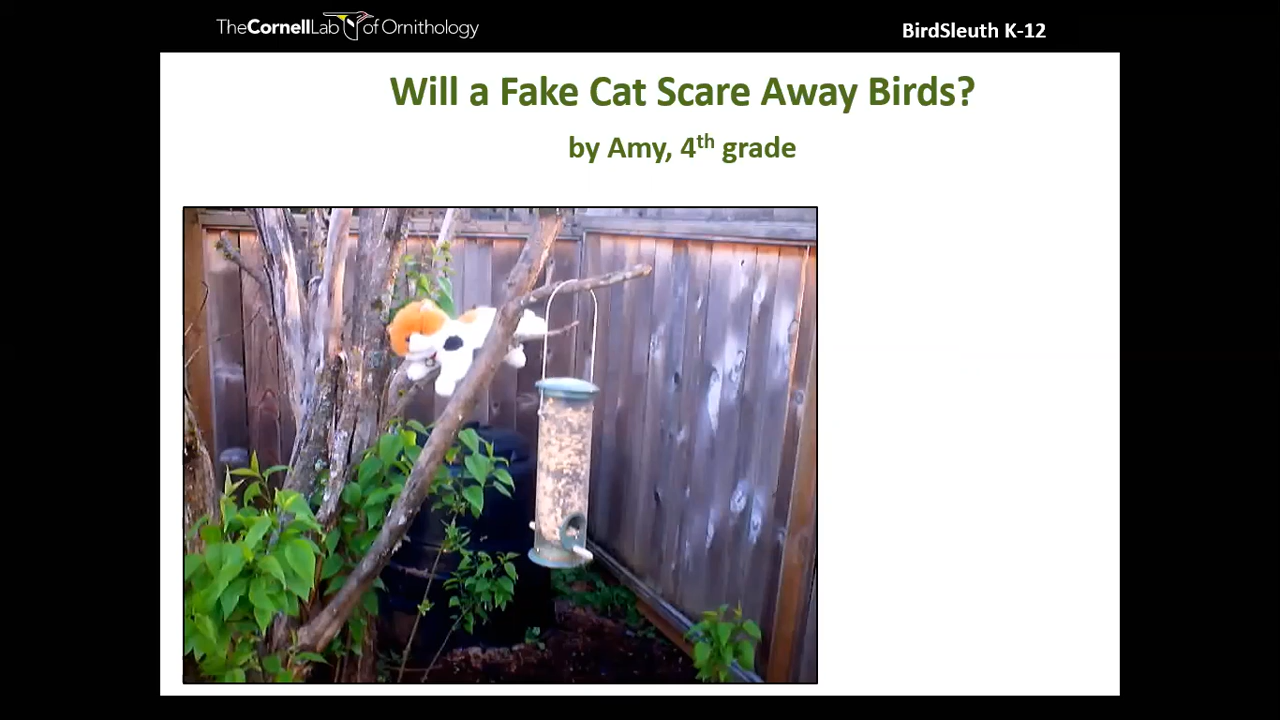 TheCornellLab of Ornithology
BirdSleuth K-12
Will a Fake Cat Scare Away Birds?
by Amy, 4th grade